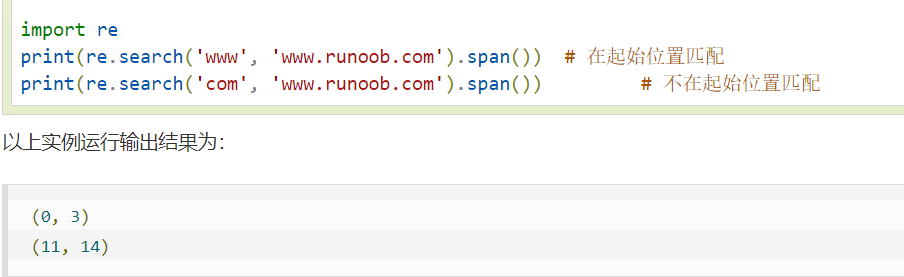 import re
print(re.search('www', 'www.runoob.com').span())  # 在起始位置匹配
print(re.search('com', 'www.runoob.com').span())         # 不在起始位置匹配
以上实例运行输出结果为：
(0, 3)
(11, 14)